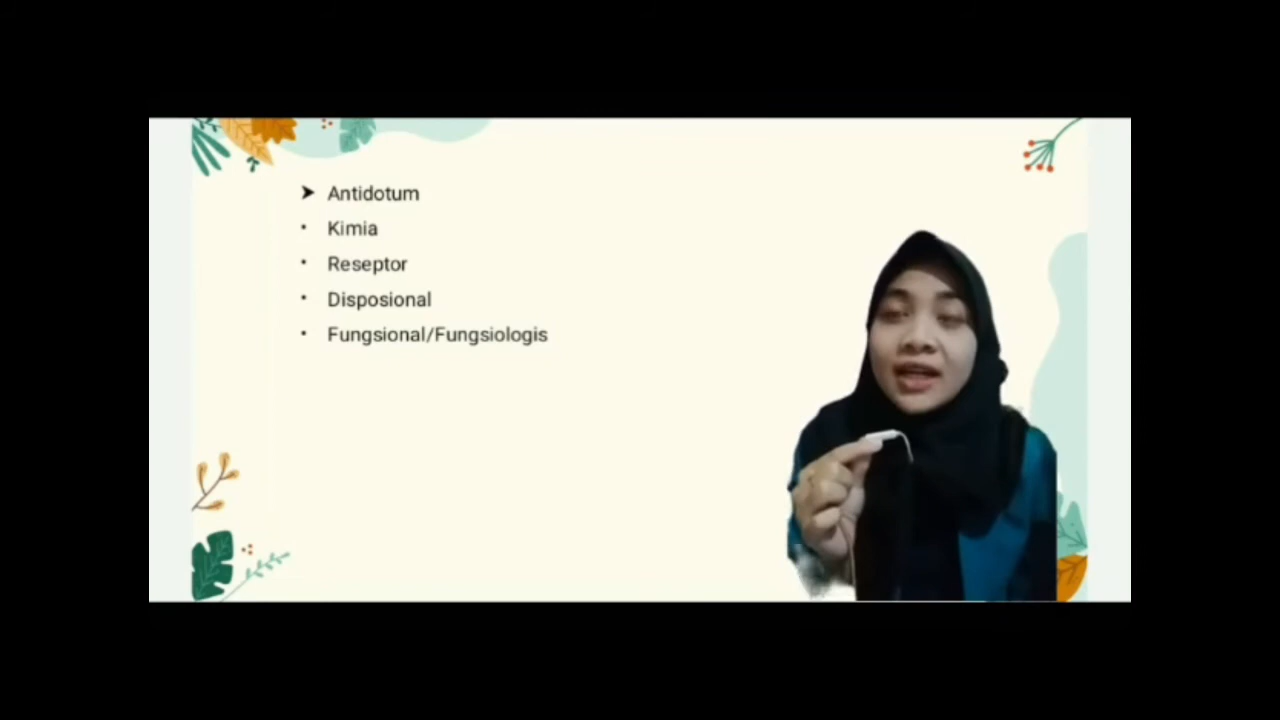 Antidotum
Kimia
Reseptor
Disposional
Fungsional/Fungsiologis